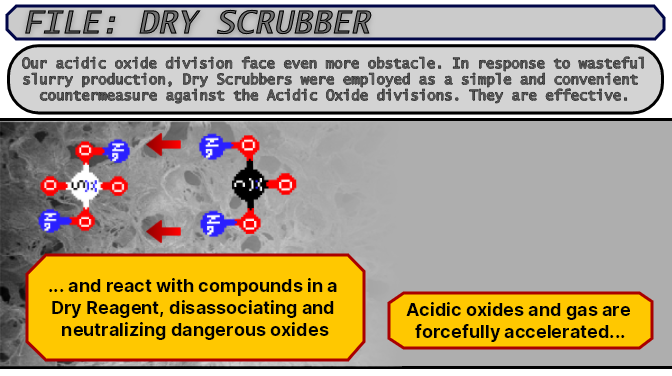 FILE: DRY SCRUBBER
Our acidic oxide division face even more obstacle. In response to wasteful
slurry production, Dry Scrubbers were employed as a simple and convenient
countermeasure against the Acidic Oxide divisions. They are effective.
... and react with compounds in a
Dry Reagent, disassociating and
neutralizing dangerous oxides
Acidic oxides and gas are
forcefully accelerated...